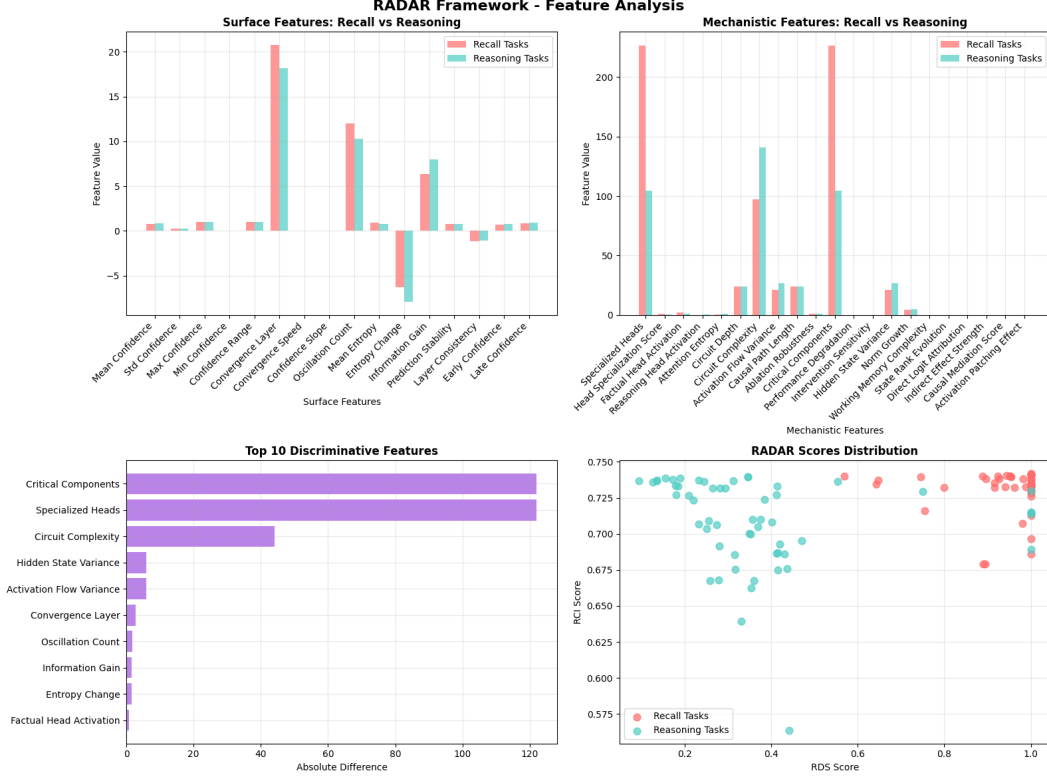 RADAR Framework - Feature Analysis
Surface Features: Recall vs Reasoning
Recall Tasks
Reasoning Tasks
20
15
10
5
0
−5
Feature Value
Mean Confidence
Std Confidence
Max Confidence
Min Confidence
Confidence Range
Convergence Layer
Convergence Speed
Confidence Slope
Oscillation Count
Mean Entropy
Entropy Change
Information Gain
Prediction Stability
Layer Consistency
Early Confidence
Late Confidence
Surface Features
Mechanistic Features: Recall vs Reasoning
Recall Tasks
Reasoning Tasks
200
150
100
50
0
Feature Value
Specialized Heads
Head Specialization Score
Factual Head Activation
Reasoning Head Activation
Attention Entropy
Circuit Depth
Circuit Complexity
Activation Flow Variance
Causal Path Length
Ablation Robustness
Critical Components
Performance Degradation
Intervention Sensitivity
Hidden State Variance
Norm Growth
Working Memory Complexity
State Rank Evolution
Direct Logit Attribution
Indirect Effect Strength
Causal Mediation Score
Activation Patching Effect
Mechanistic Features
Top 10 Discriminative Features
Critical Components
Specialized Heads
Circuit Complexity
Hidden State Variance
Activation Flow Variance
Convergence Layer
Oscillation Count
Information Gain
Entropy Change
Factual Head Activation
0 20 40 60 80 100 120
Absolute Difference
RADAR Scores Distribution
0.750
0.725
0.700
0.675
0.650
0.625
0.600
0.575
RCI Score
Recall Tasks
Reasoning Tasks
0.2 0.4 0.6 0.8 1.0
RDS Score